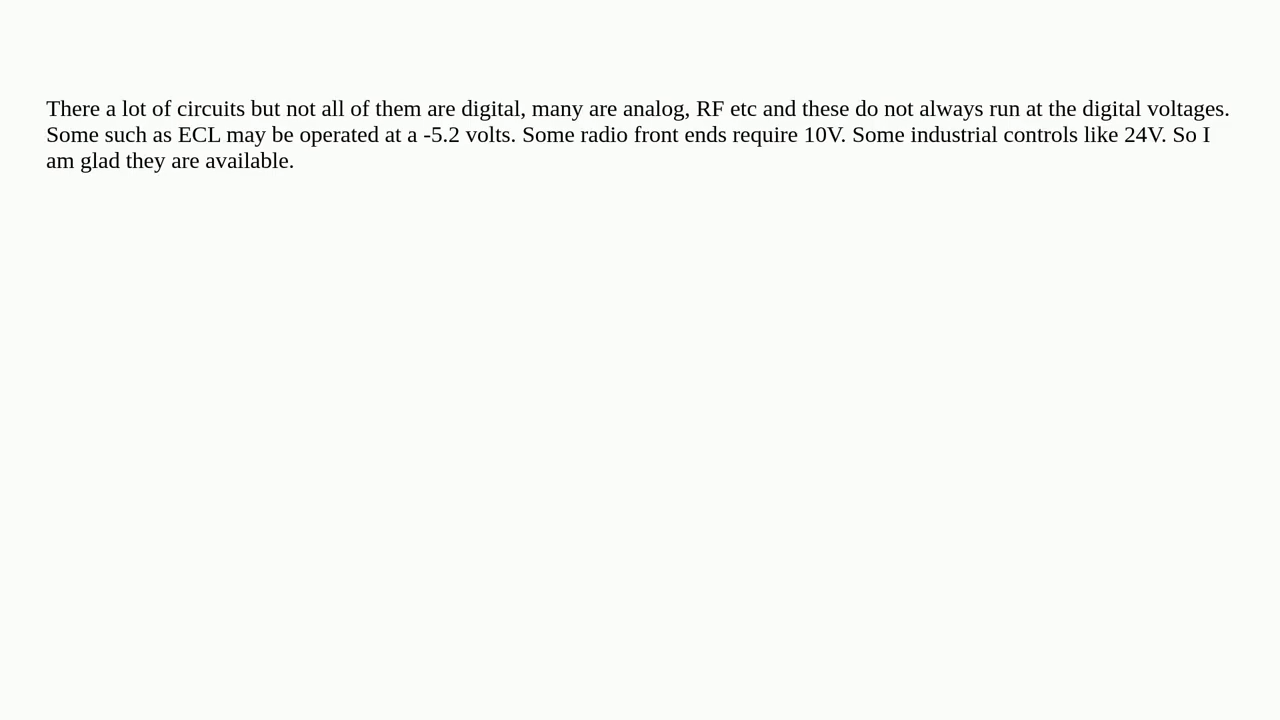 There a lot of circuits but not all of them are digital, many are analog, RF etc and these do not always run at the digital voltages.
Some such as ECL may be operated at a -5.2 volts. Some radio front ends require 10V. Some industrial controls like 24V. So I
am glad they are available.